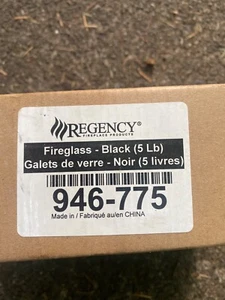 REGENCY®
FIREPLACE PRODUCTS
Fireglass - Black (5 Lb)
Galets de verre - Noir (5 livres)
946-775
Made in / Fabriqué au/en CHINA